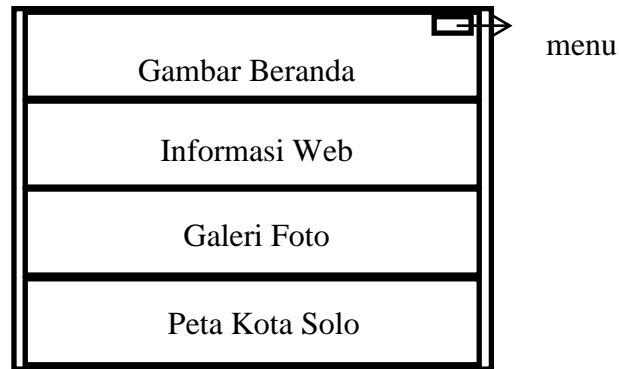 menu
Gambar Beranda
Informasi Web
Galeri Foto
Peta Kota Solo